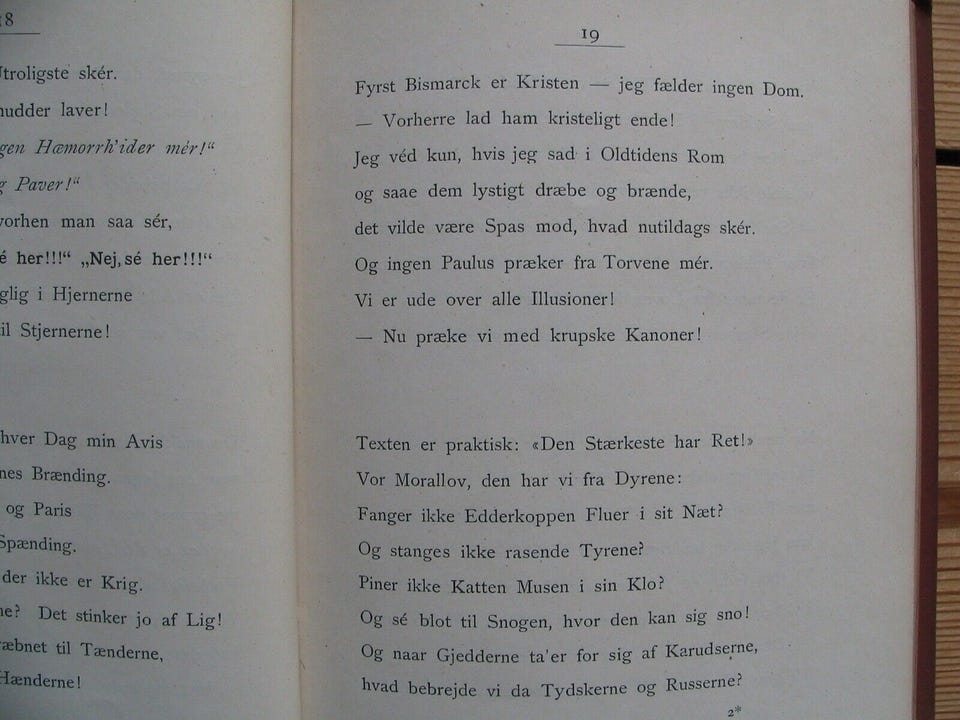 18
troligste skér.
nudder laver!
gen Hæmorrh'ider mér!“
Paver!“
vorhen man saa sér,
é her!!!“ „Nej, sé her!!!“
glig i Hjernerne
il Stjernerne!
hver Dag min Avis
nes Brænding.
og Paris
Spænding.
der ikke er Krig.
ne? Det stinker jo af Lig!
æbnet til Tænderne,
Hænderne!
19
Fyrst Bismarck er Kristen — jeg fælder ingen Dom.
— Vorherre lad ham kristeligt ende!
Jeg véd kun, hvis jeg sad i Oldtidens Rom
og saae dem lystigt dræbe og brænde,
det vilde være Spas mod, hvad nutildags skér.
Og ingen Paulus præker fra Torvene mér.
Vi er ude over alle Illusioner!
— Nu præke vi med krupske Kanoner!
Texten er praktisk: «Den Stærkeste har Ret!»
Vor Morallov, den har vi fra Dyrene:
Fanger ikke Edderkoppen Fluer i sit Næt?
Og stanges ikke rasende Tyrene?
Piner ikke Katten Musen i sin Klo?
Og sé blot til Snogen, hvor den kan sig sno!
Og naar Gjedderne ta'er for sig af Karudserne,
hvad bebrejde vi da Tydskerne og Russerne?
2*